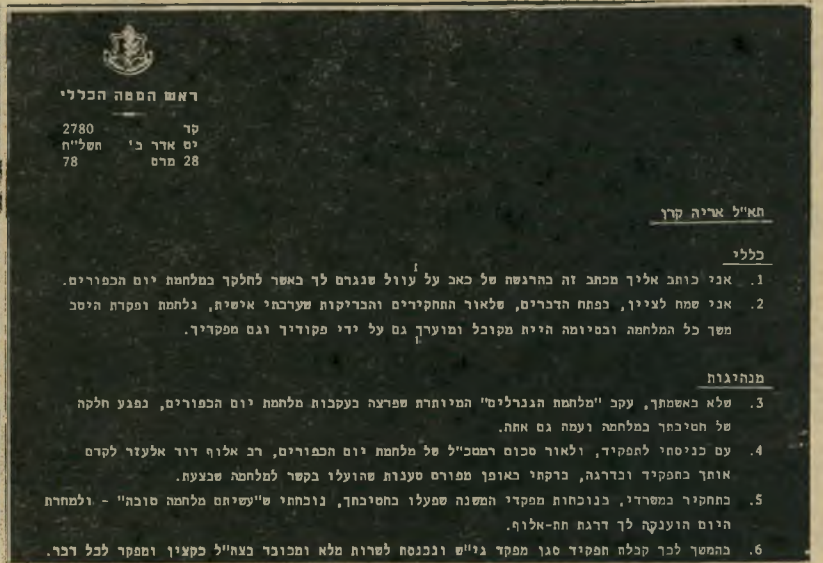 ראש המטה הכללי
קר 2780
יט אדר ב' תשל"ח
28 מרס 78
תא"ל אריה קרן
כללי
1. אני כותב אליך מכתב זה בהרגשה של כאב על עוול שנגרם לך באשר לחלקך במלחמת יום הכפורים.
2. אני שמח לציין, בפתח הדברים, שלאור התחקירים והבדיקות שערכתי אישית, נלחמת ופקדת היטב
משך כל המלחמה ובסיומה היית מקובל ומוערך גם על ידי פקודיך וגם מפקדיך.
מנהיגות
3. שלא באשמתך, עקב "מלחמת הגנרלים" המיותרת שפרצה בעקבות מלחמת יום הכפורים, נפגע חלקה
של חטיבתך במלחמה ועמה גם אתה.
4. עם כניסתי לתפקיד, ולאור סכום רמטכ"ל של מלחמת יום הכפורים, רב אלוף דוד אלעזר לקדם
אותך בתפקיד ובדרגה, בדקתי באופן מפורט טענות שהועלו בקשר למלחמה שבצעת.
5. בתחקיר במשרדי, בנוכחות מפקדי המשנה שפעלו בחטיבתך, נוכחתי ש"עשיתם מלחמה טובה" - ולמחרת
היום הוענקה לך דרגת תת-אלוף.
6. בהמשך לכך קבלת תפקיד סגן מפקד גי"ש ונכנסת לשרות מלא ומכובד בצה"ל כקצין ומפקד לכל דבר.